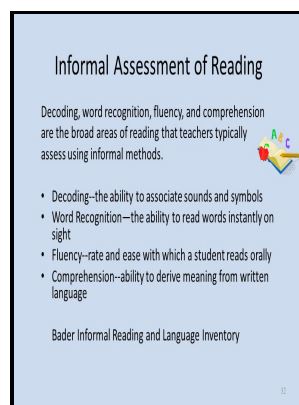 Informal Assessment of Reading
Decoding, word recognition, fluency, and comprehension
are the broad areas of reading that teachers typically
assess using informal methods.
• Decoding--the ability to associate sounds and symbols
• Word Recognition—the ability to read words instantly on
sight
• Fluency--rate and ease with which a student reads orally
• Comprehension--ability to derive meaning from written
language
Bader Informal Reading and Language Inventory
32